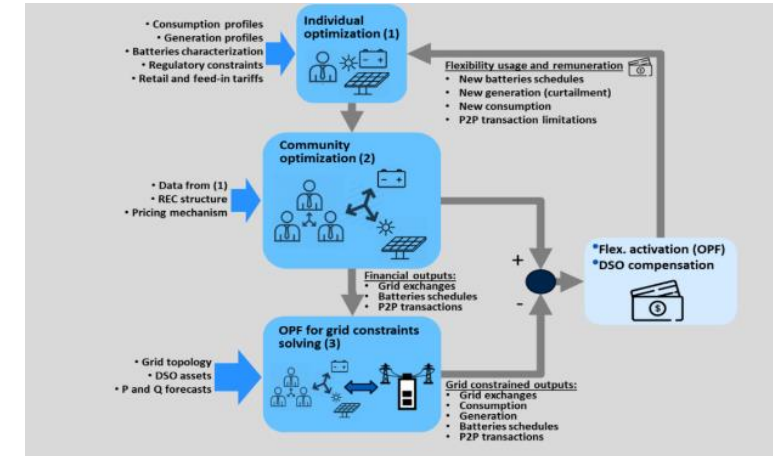 • Consumption profiles
• Generation profiles
• Batteries characterization
• Regulatory constraints
• Retail and feed-in tariffs
Individual
optimization (1)
Flexibility usage and remuneration
• New batteries schedules
• New generation (curtailment)
• New consumption
• P2P transaction limitations
Community
optimization (2)
• Data from (1)
• REC structure
• Pricing mechanism
+
-
•Flex. activation (OPF)
•DSO compensation
Financial outputs:
• Grid exchanges
• Batteries schedules
• P2P transactions
OPF for grid constraints
solving (3)
• Grid topology
• DSO assets
• P and Q forecasts
Grid constrained outputs:
• Grid exchanges
• Consumption
• Generation
• Batteries schedules
• P2P transactions